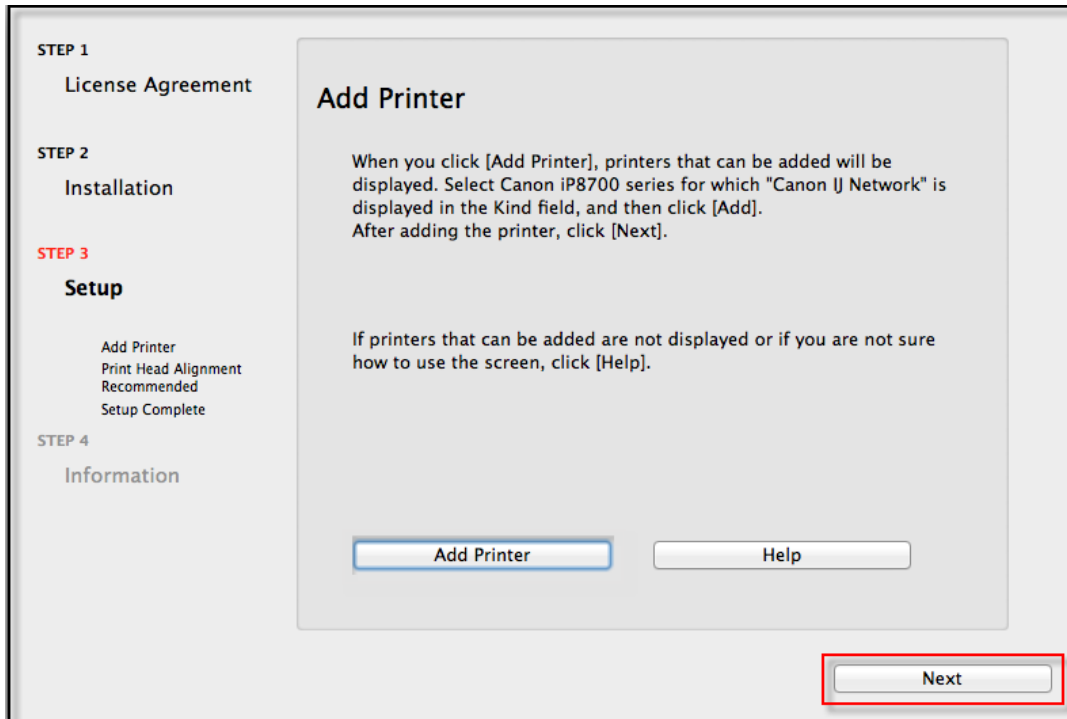 STEP 1
License Agreement
STEP 2
Installation
STEP 3
Setup
Add Printer
Print Head Alignment
Recommended
Setup Complete
STEP 4
Information
Add Printer
When you click [Add Printer], printers that can be added will be
displayed. Select Canon iP8700 series for which "Canon IJ Network" is
displayed in the Kind field, and then click [Add].
After adding the printer, click [Next].
If printers that can be added are not displayed or if you are not sure
how to use the screen, click [Help].
Add Printer
Help
Next